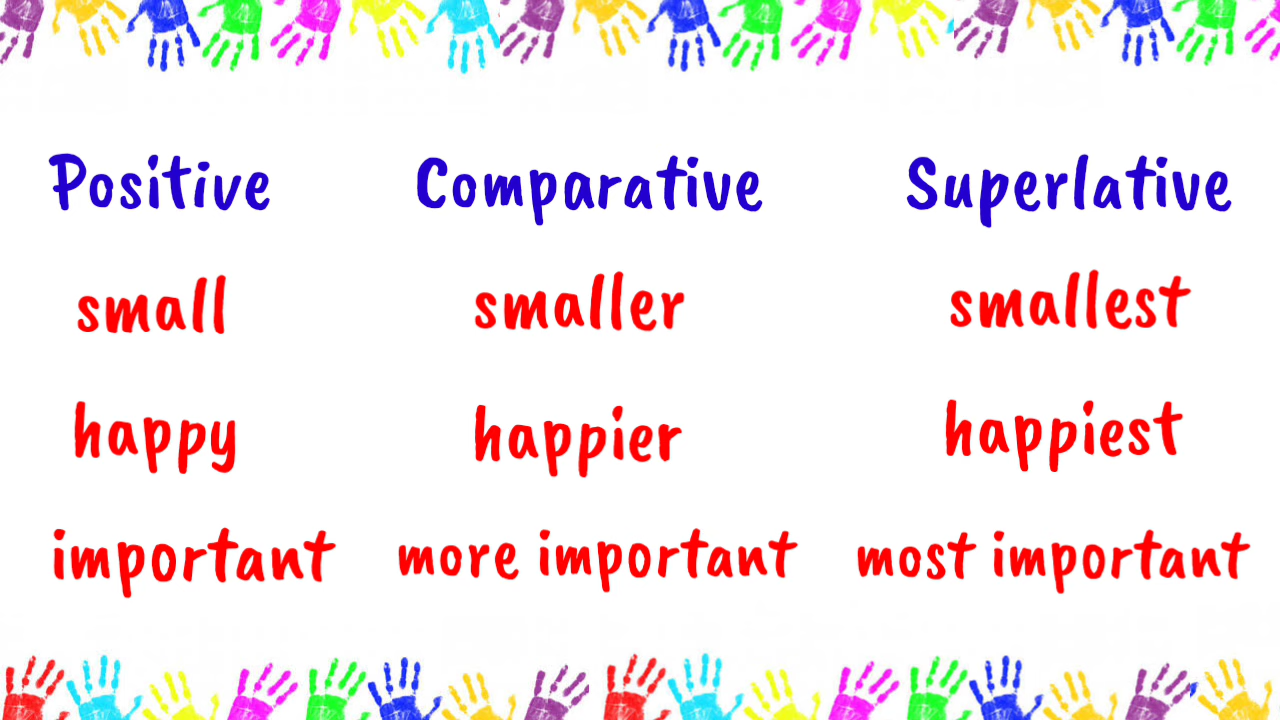 Positive Comparative Superlative
small smaller smallest
happy happier happiest
important more important most important